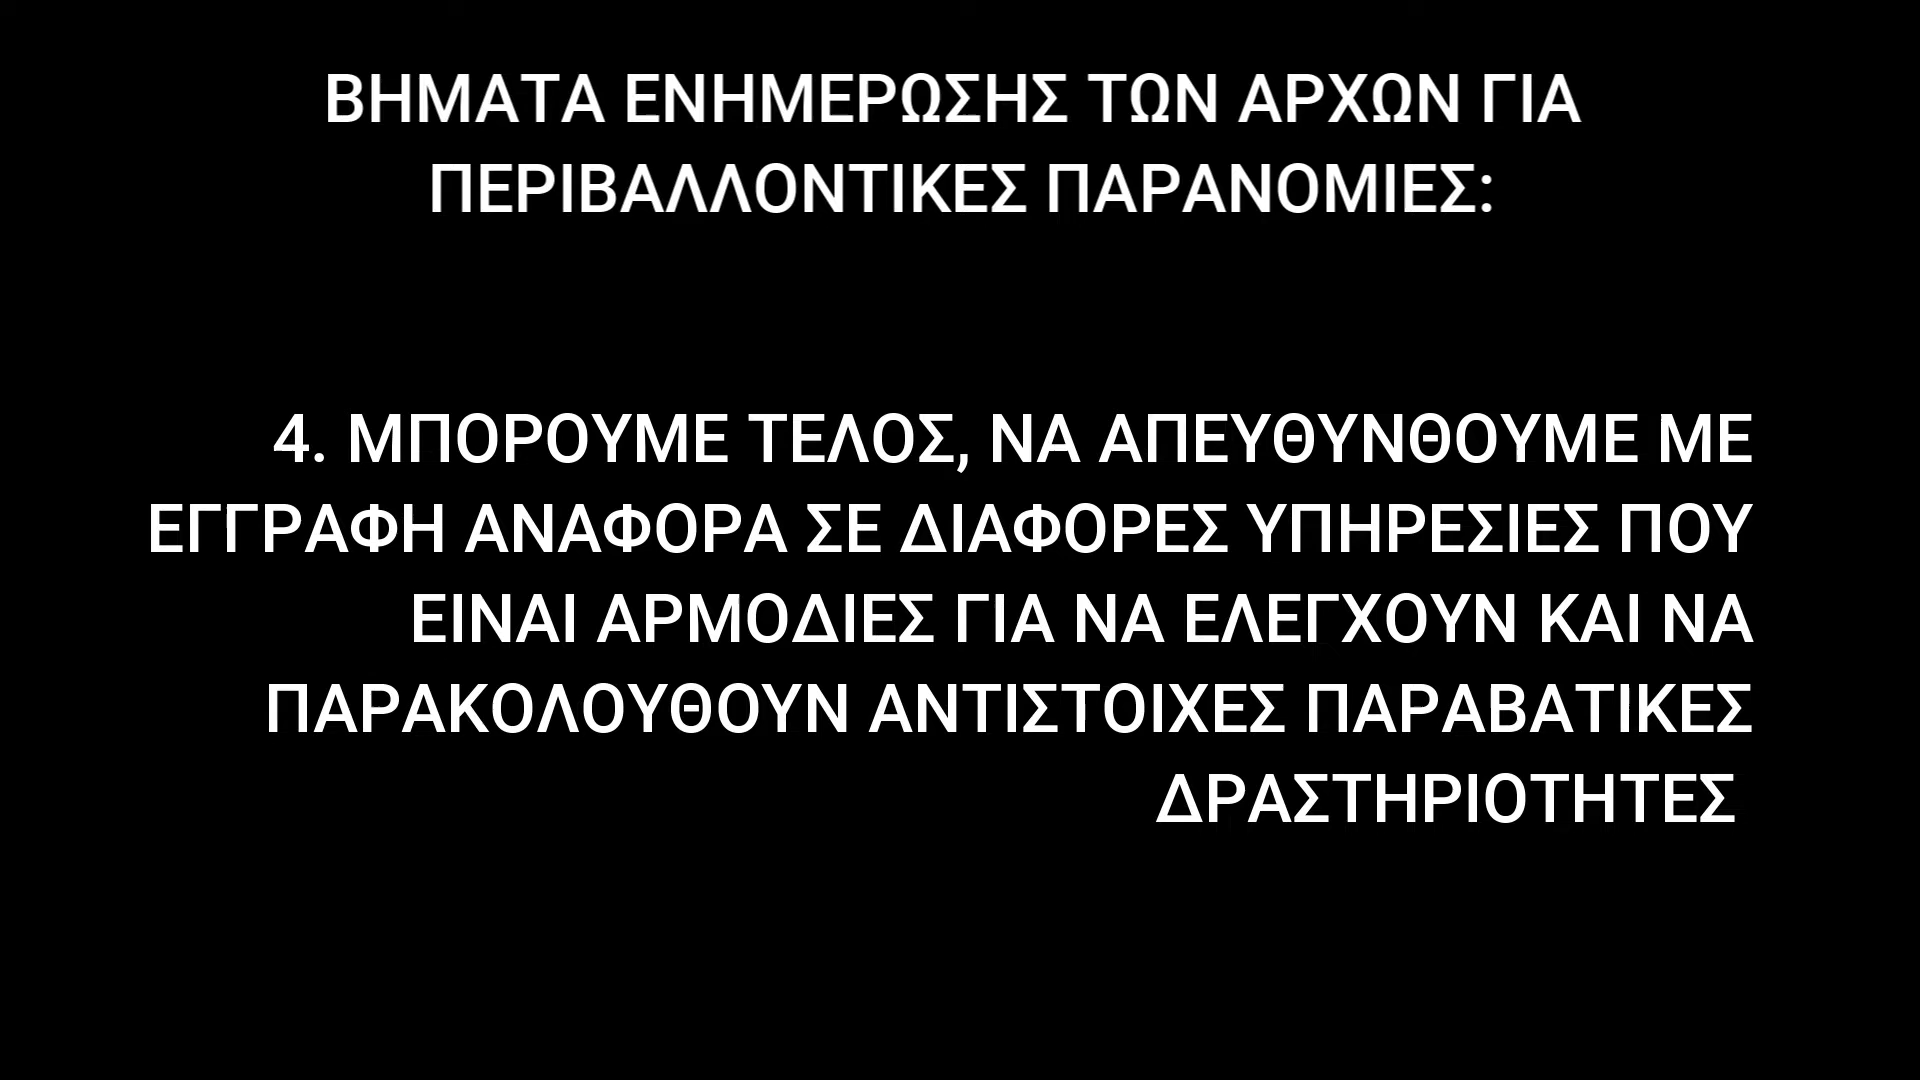 ΒΗΜΑΤΑ ΕΝΗΜΕΡΩΣΗΣ ΤΩΝ ΑΡΧΩΝ ΓΙΑ
ΠΕΡΙΒΑΛΛΟΝΤΙΚΕΣ ΠΑΡΑΝΟΜΙΕΣ:
4. ΜΠΟΡΟΥΜΕ ΤΕΛΟΣ, ΝΑ ΑΠΕΥΘΥΝΘΟΥΜΕ ΜΕ
ΕΓΓΡΑΦΗ ΑΝΑΦΟΡΑ ΣΕ ΔΙΑΦΟΡΕΣ ΥΠΗΡΕΣΙΕΣ ΠΟΥ
ΕΙΝΑΙ ΑΡΜΟΔΙΕΣ ΓΙΑ ΝΑ ΕΛΕΓΧΟΥΝ ΚΑΙ ΝΑ
ΠΑΡΑΚΟΛΟΥΘΟΥΝ ΑΝΤΙΣΤΟΙΧΕΣ ΠΑΡΑΒΑΤΙΚΕΣ
ΔΡΑΣΤΗΡΙΟΤΗΤΕΣ